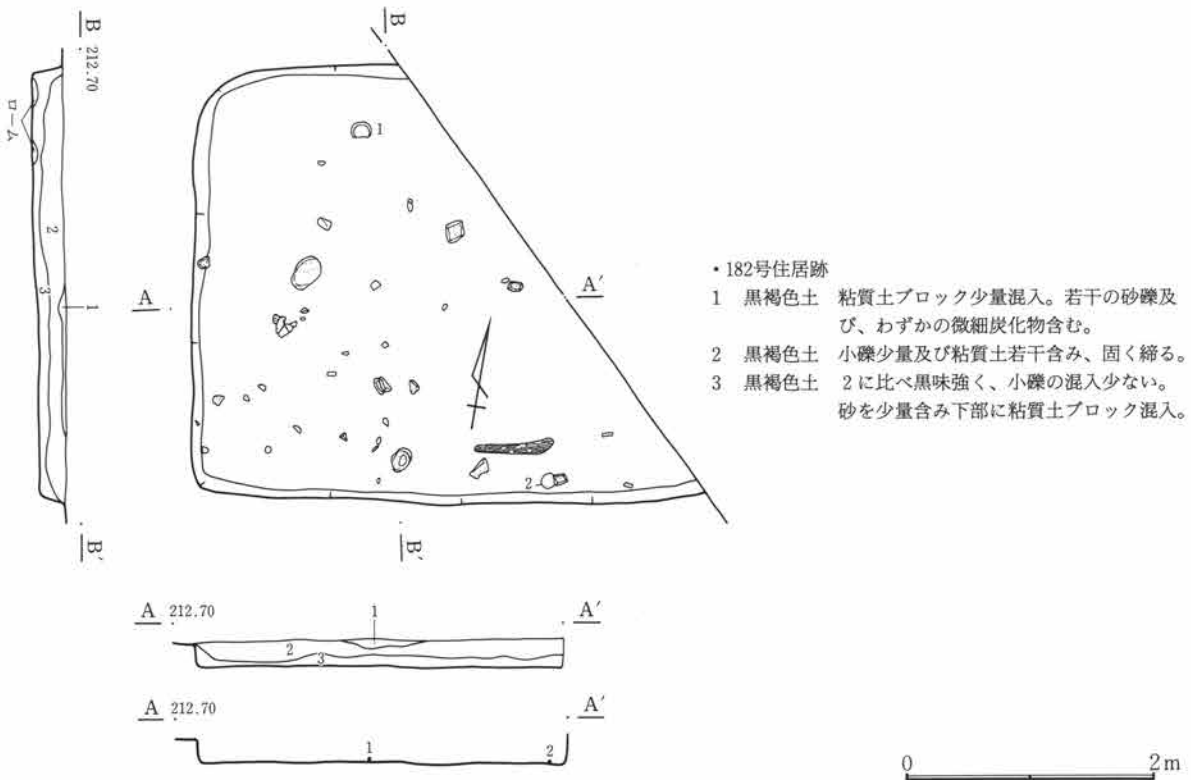 B
212.70
ローム
2
3
1
B'
B
1
A
A'
2
B'
・182号住居跡
1 黒褐色土 粘質土ブロック少量混入。若干の砂礫及
び、わずかの微細炭化物含む。
2 黒褐色土 小礫少量及び粘質土若干含み、固く締る。
3 黒褐色土 2に比べ黒味強く、小礫の混入少ない。
砂を少量含み下部に粘質土ブロック混入。
A 212.70 1 A'
2
3
A 212.70 A'
1 2
0 2m